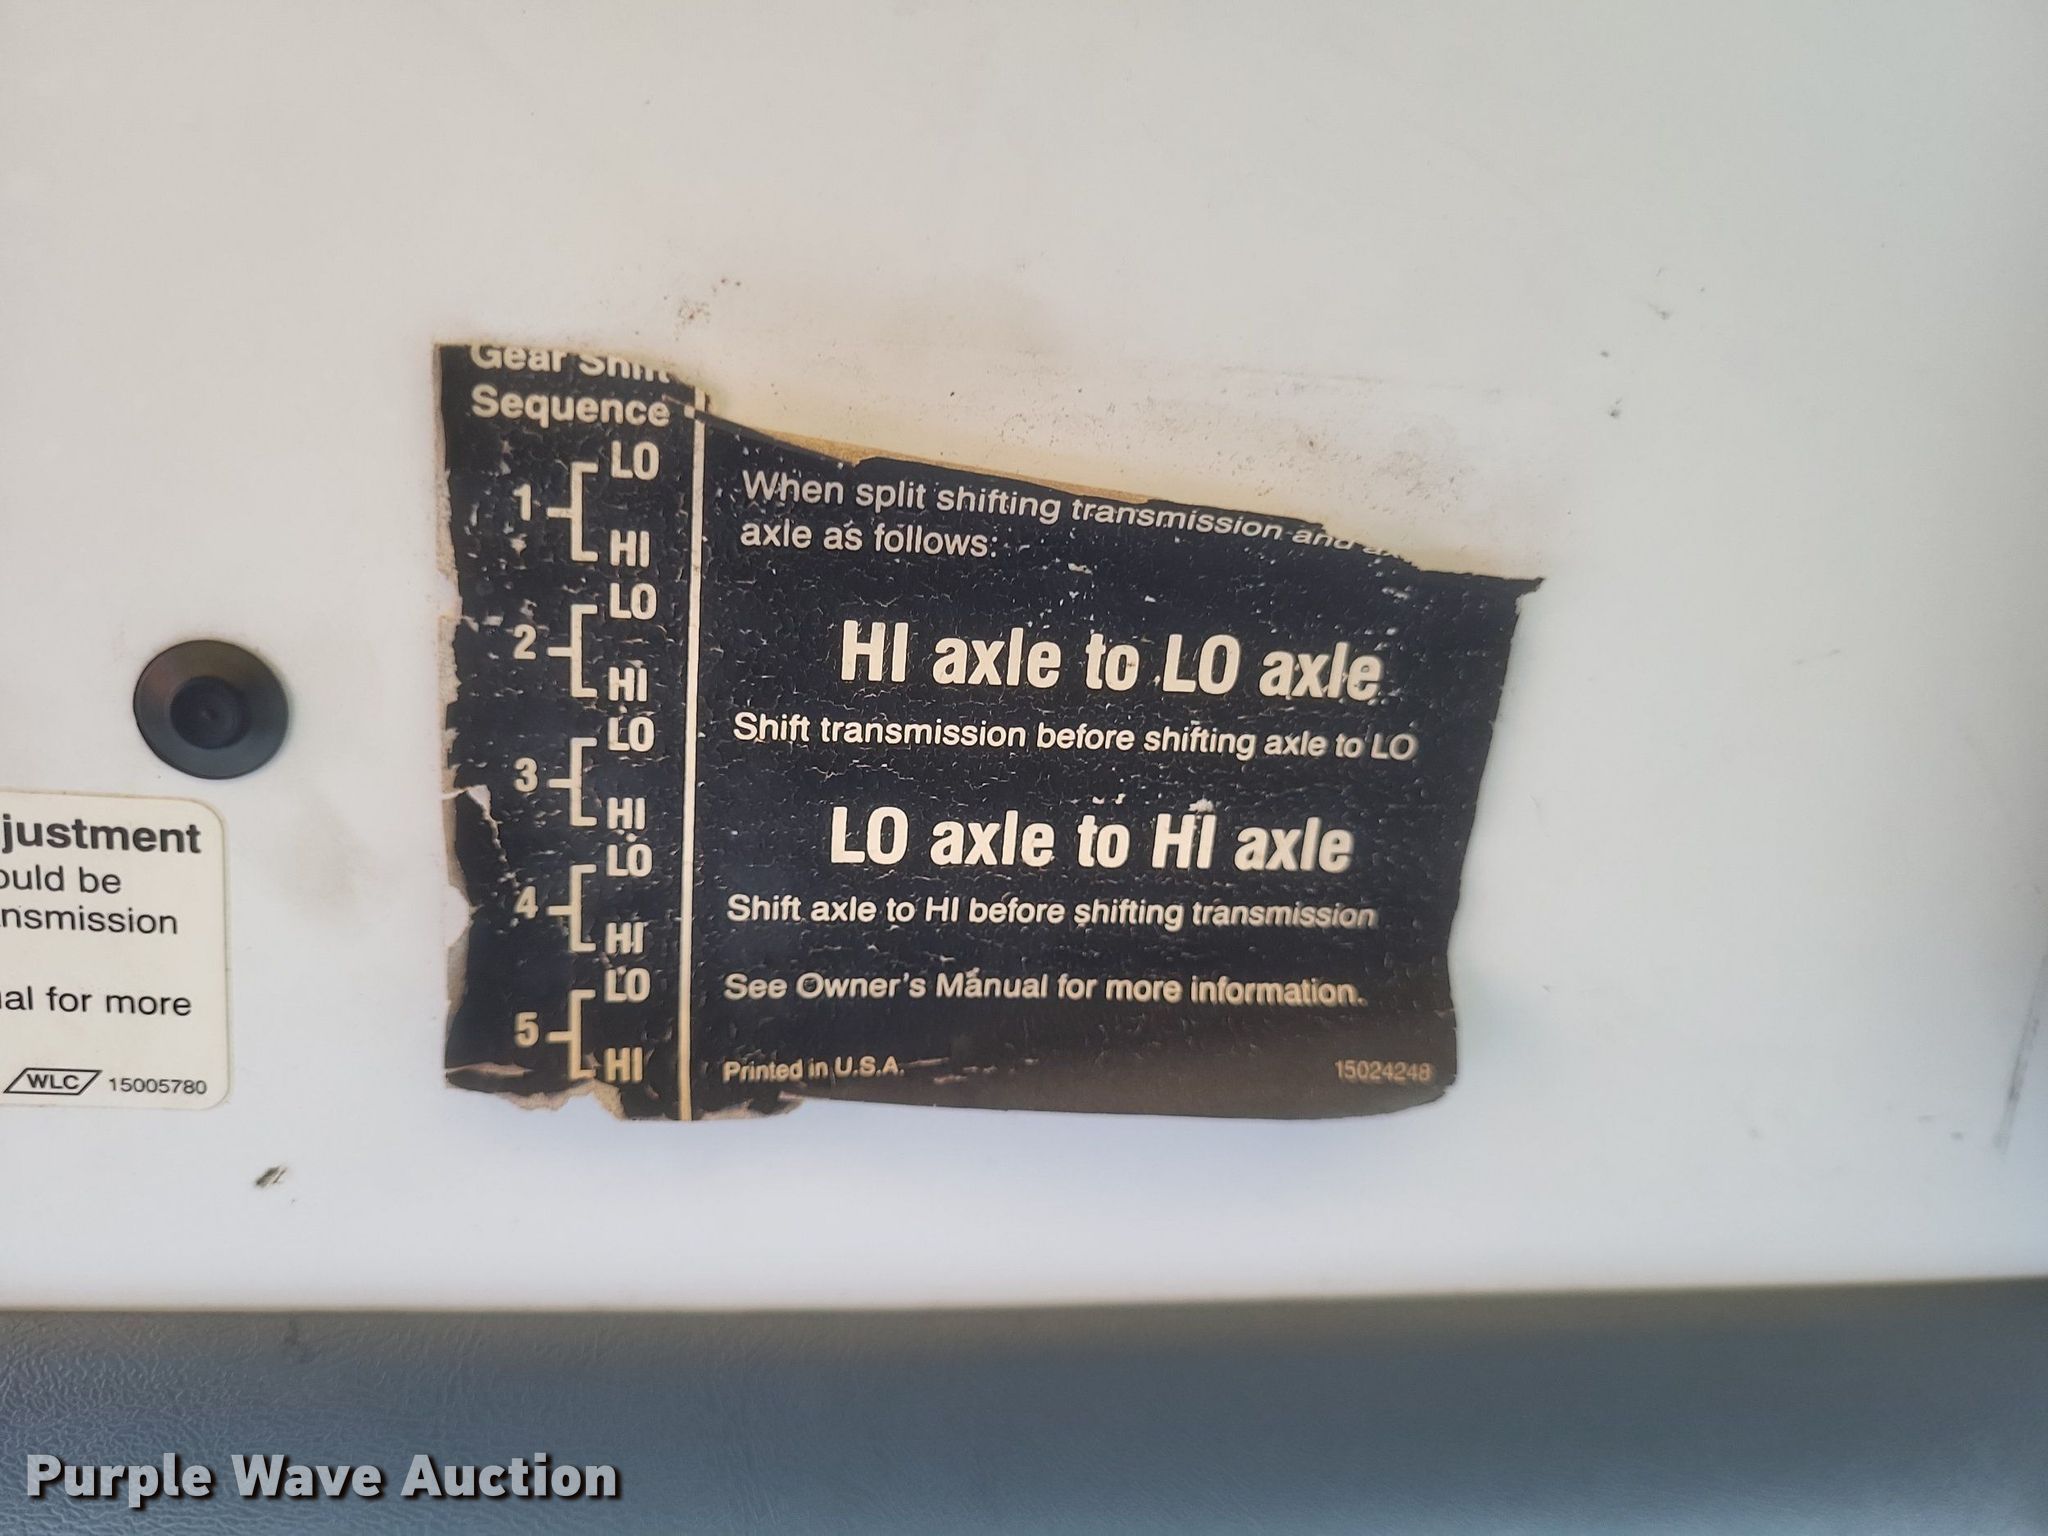 Gear Shift
Sequence
1 LO
HI
2 LO
HI
3 LO
HI
4 LO
HI
5 LO
HI
When split shifting transmission and
axle as follows:
HI axle to LO axle
Shift transmission before shifting axle to LO
LO axle to HI axle
Shift axle to HI before shifting transmission
See Owner's Manual for more information.
Printed in U.S.A.
15024248
justment
ould be
nsmission
al for more
WLC 15005780
Purple Wave Auction